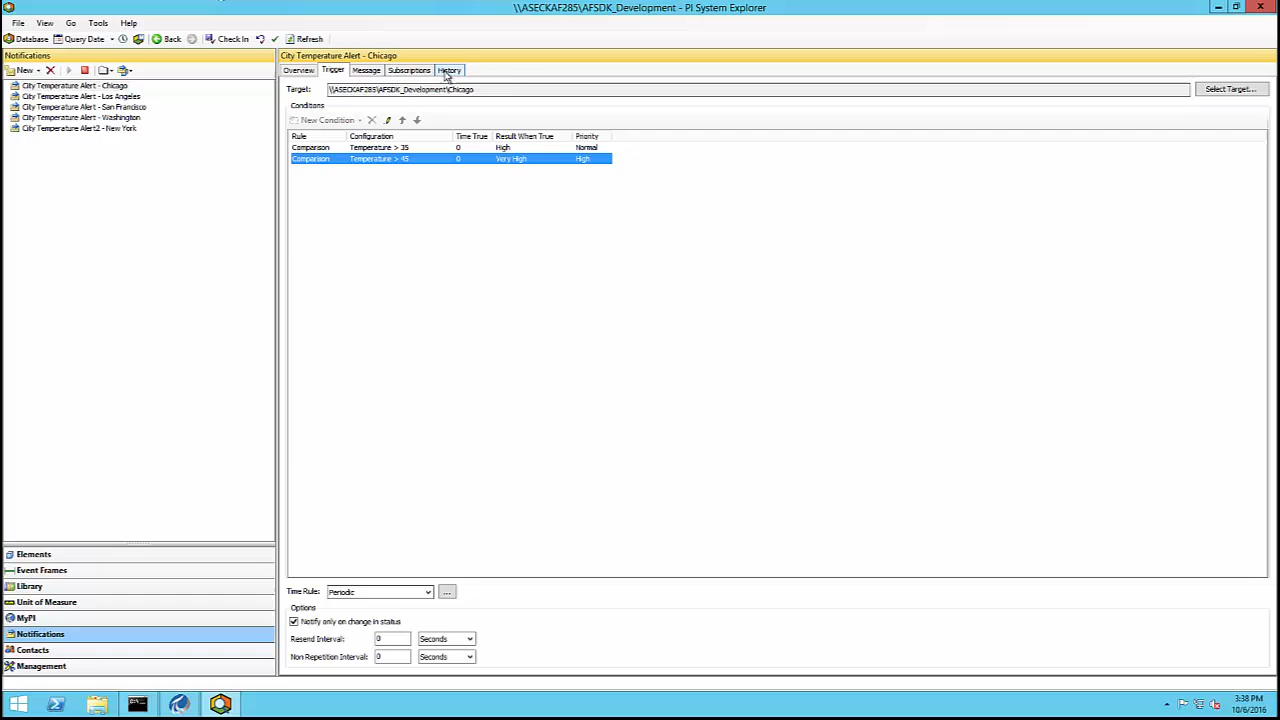 \\ASECKAF285\AFSDK_Development - PI System Explorer
File View Go Tools Help
Database Query Date Back Check In Refresh
Notifications
City Temperature Alert - Chicago
New
Overview Trigger Message Subscriptions History
City Temperature Alert - Chicago
City Temperature Alert - Los Angeles
City Temperature Alert - San Francisco
City Temperature Alert - Washington
City Temperature Alert2 - New York
Target: \\ASECKAF285\AFSDK_Development\Chicago Select Target...
Conditions
New Condition
Rule Configuration Time True Result When True Priority
Comparison Temperature > 35 0 High Normal
Comparison Temperature > 45 0 Very High High
Elements
Event Frames
Library
Unit of Measure
MyPI
Notifications
Contacts
Management
Time Rule: Periodic ...
Options
Notify only on change in status
Resend Interval: 0 Seconds
Non Repetition Interval: 0 Seconds
3:38 PM
10/6/2016